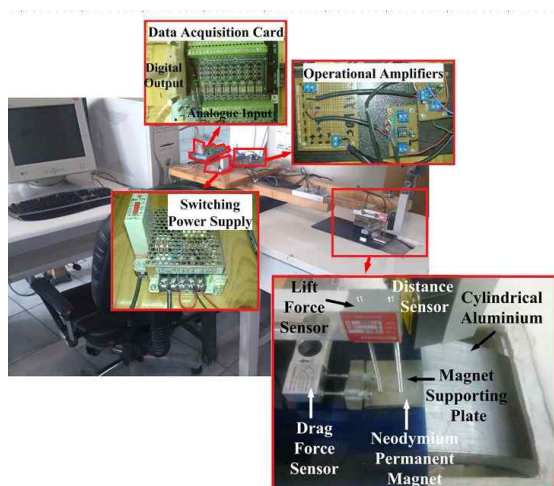 Data Acquisition Card
Digital
Output
Analogue Input
Operational Amplifiers
Switching
Power Supply
Lift
Force
Sensor
Distance
Sensor
Cylindrical
Aluminium
Magnet
Supporting
Plate
Drag
Force
Sensor
Neodymium
Permanent
Magnet